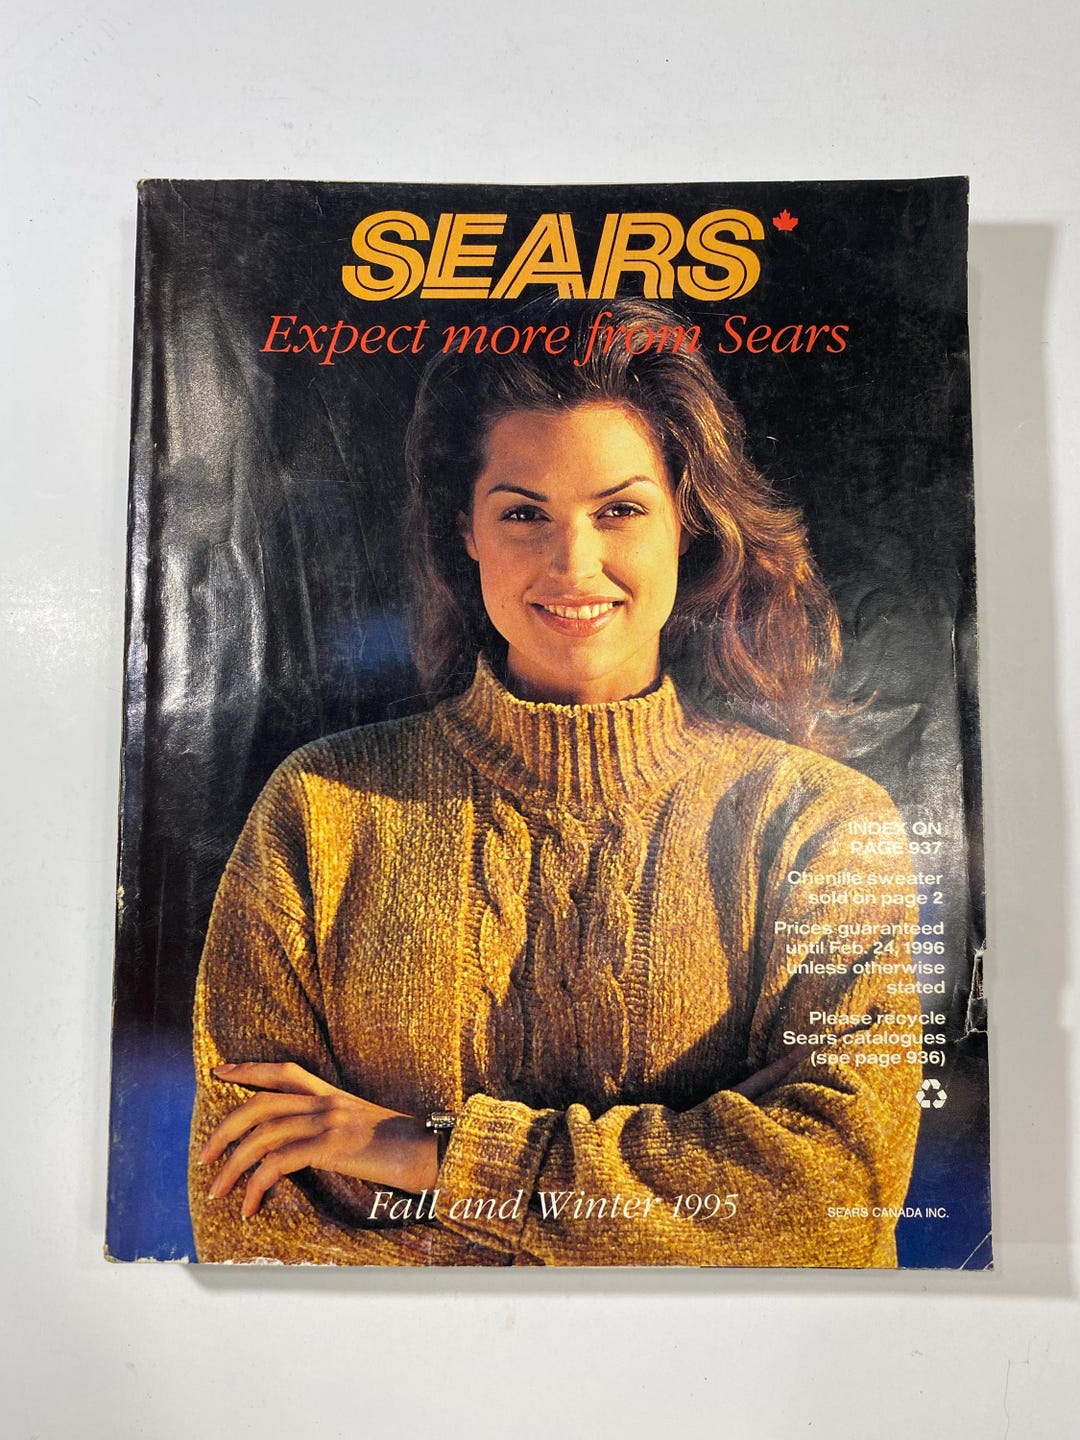 SEARS
Expect more from Sears
INDEX ON
PAGE 937
Chenille sweater
sold on page 2
Prices guaranteed
until Feb. 24, 1996
unless otherwise
stated
Please recycle
Sears catalogues
(see page 936)
Fall and Winter 1995
SEARS CANADA INC.